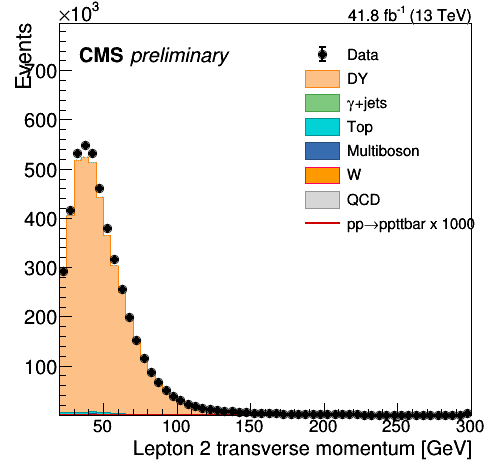 ×10³
41.8 fb⁻¹ (13 TeV)
Events
CMS preliminary
Data
DY
γ+jets
Top
Multiboson
W
QCD
pp→ppttbar x 1000
700
600
500
400
300
200
100
50 100 150 200 250 300
Lepton 2 transverse momentum [GeV]